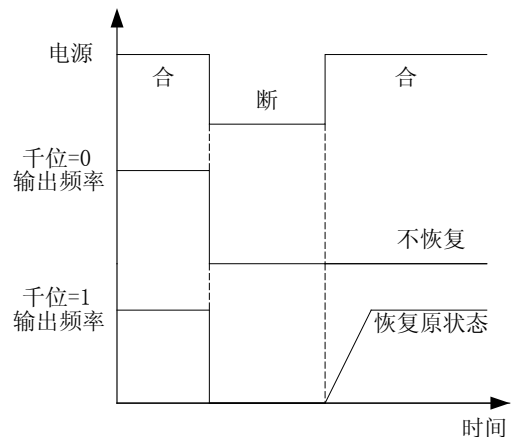 电源
合
断
合
千位=0
输出频率
不恢复
千位=1
输出频率
恢复原状态
时间